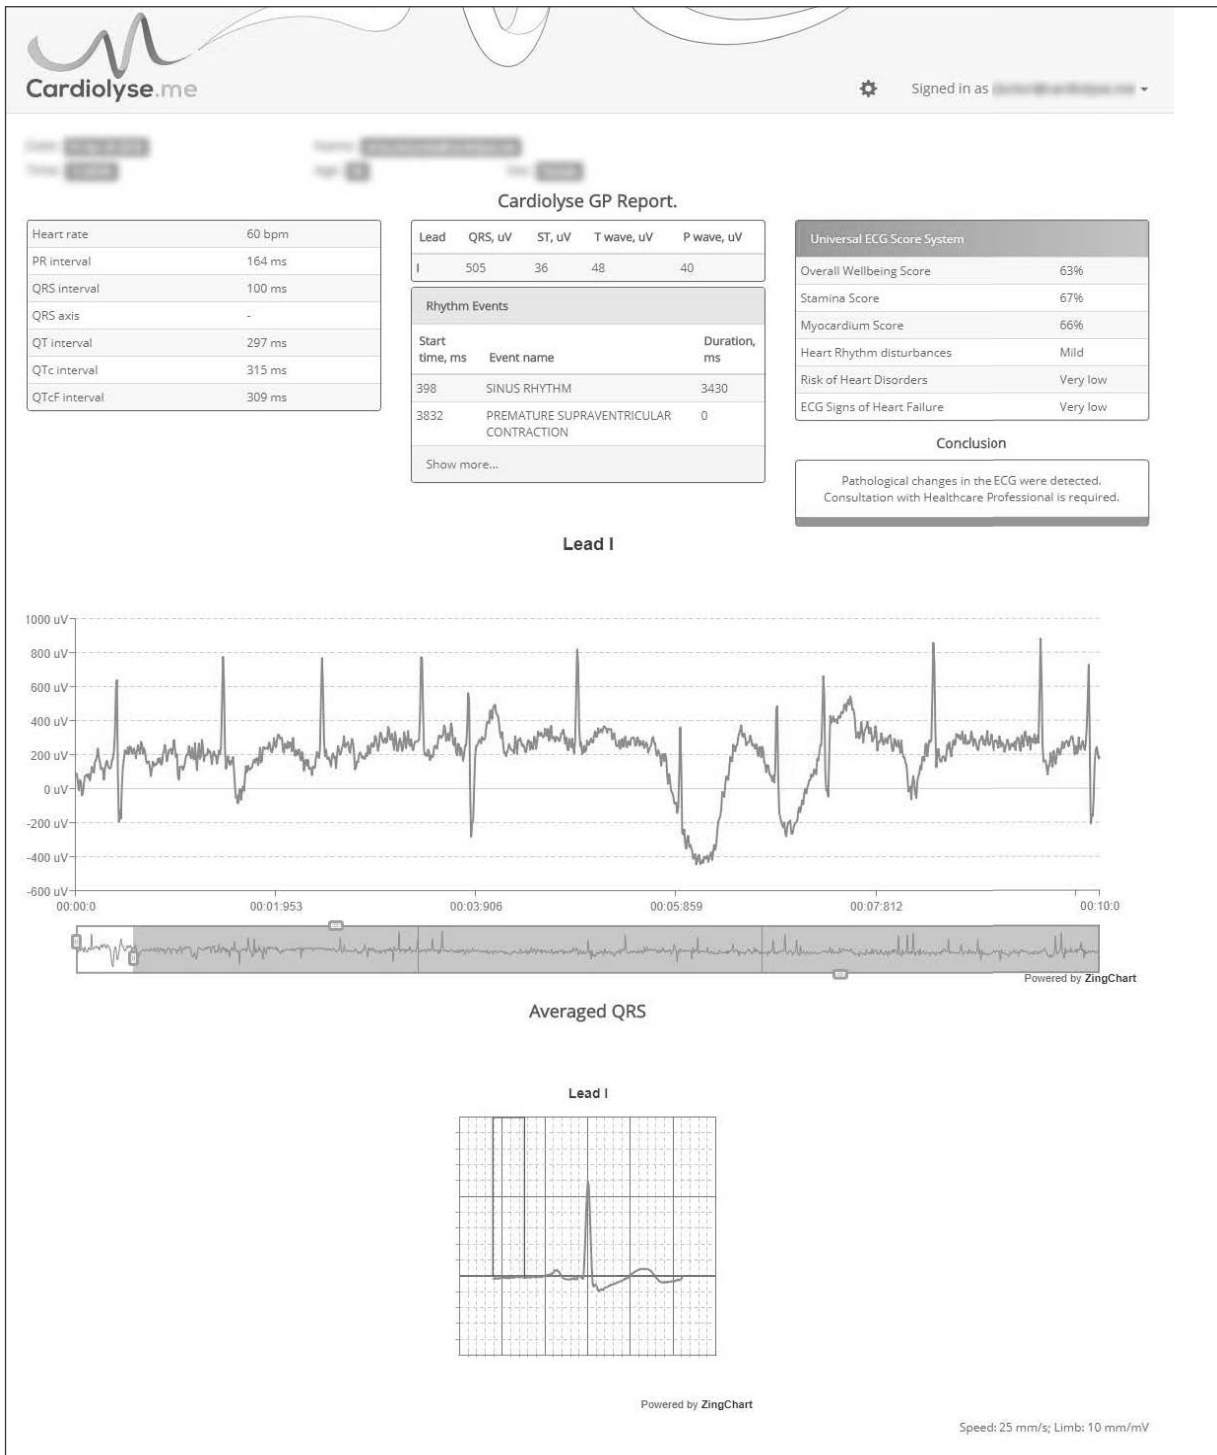 Cardiolyse.me
Signed in as
Cardiolyse GP Report.
Heart rate 60 bpm
PR interval 164 ms
QRS interval 100 ms
QRS axis -
QT interval 297 ms
QTc interval 315 ms
QTcF interval 309 ms
Lead QRS, uV ST, uV T wave, uV P wave, uV
I 505 36 48 40
Rhythm Events
Start time, ms Event name Duration, ms
398 SINUS RHYTHM 3430
3832 PREMATURE SUPRAVENTRICULAR 0
CONTRACTION
Show more...
Universal ECG Score System
Overall Wellbeing Score 63%
Stamina Score 67%
Myocardium Score 66%
Heart Rhythm disturbances Mild
Risk of Heart Disorders Very low
ECG Signs of Heart Failure Very low
Conclusion
Pathological changes in the ECG were detected.
Consultation with Healthcare Professional is required.
Lead I
1000 uV
800 uV
600 uV
400 uV
200 uV
0 uV
-200 uV
-400 uV
-600 uV
00:00:0 00:01:953 00:03:906 00:05:859 00:07:812 00:10:0
Powered by ZingChart
Averaged QRS
Lead I
Powered by ZingChart
Speed: 25 mm/s; Limb: 10 mm/mV